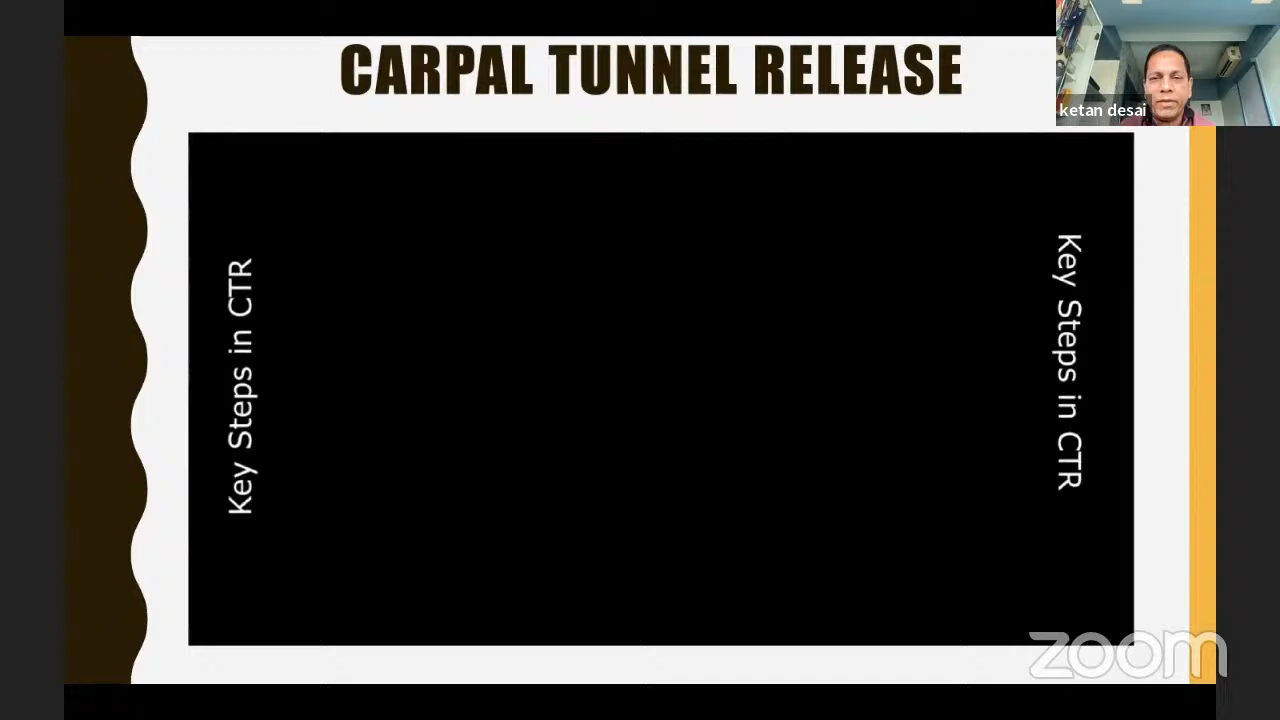 CARPAL TUNNEL RELEASE
ketan desai
Key Steps in CTR
Key Steps in CTR
zoom